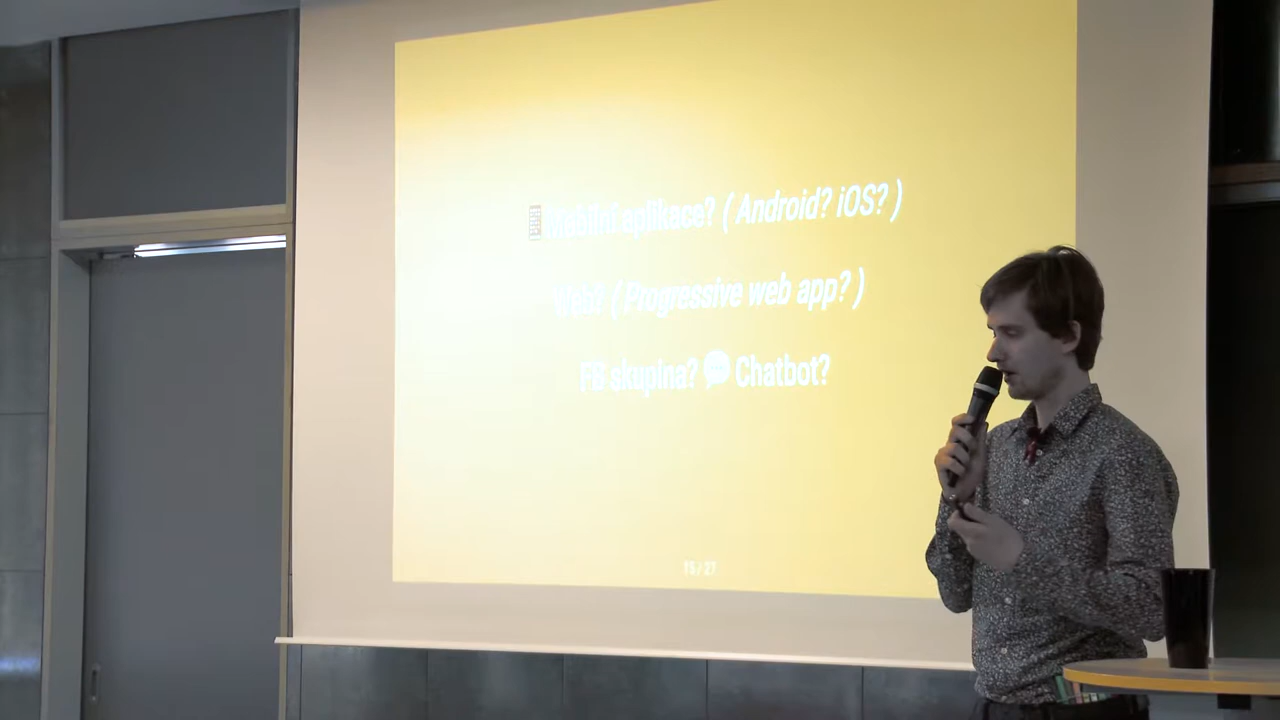 Mobilní aplikace? ( Android? iOS? )
Web? ( Progressive web app? )
FB skupina? 💬 Chatbot?
15 / 27